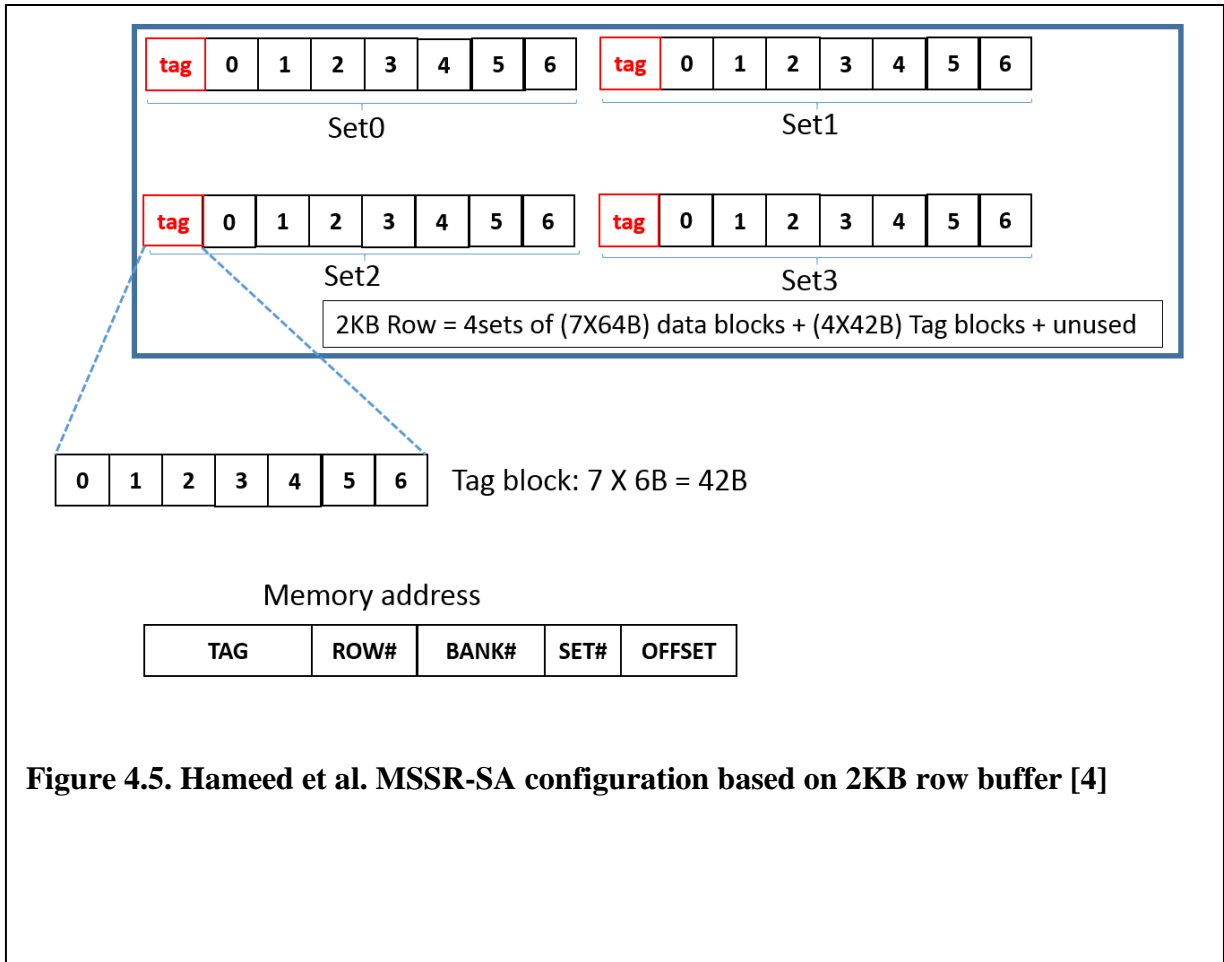 tag 0 1 2 3 4 5 6 tag 0 1 2 3 4 5 6
Set0 Set1
tag 0 1 2 3 4 5 6 tag 0 1 2 3 4 5 6
Set2 Set3
2KB Row = 4sets of (7X64B) data blocks + (4X42B) Tag blocks + unused
0 1 2 3 4 5 6 Tag block: 7 X 6B = 42B
Memory address
TAG ROW# BANK# SET# OFFSET
Figure 4.5. Hameed et al. MSSR-SA configuration based on 2KB row buffer [4]